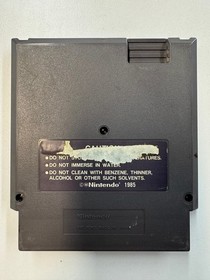 CAUTION
● DO NOT
● DO NOT IMMERSE IN WATER.
● DO NOT CLEAN WITH BENZENE, THINNER,
ALCOHOL OR OTHER SUCH SOLVENTS.
©Nintendo 1985